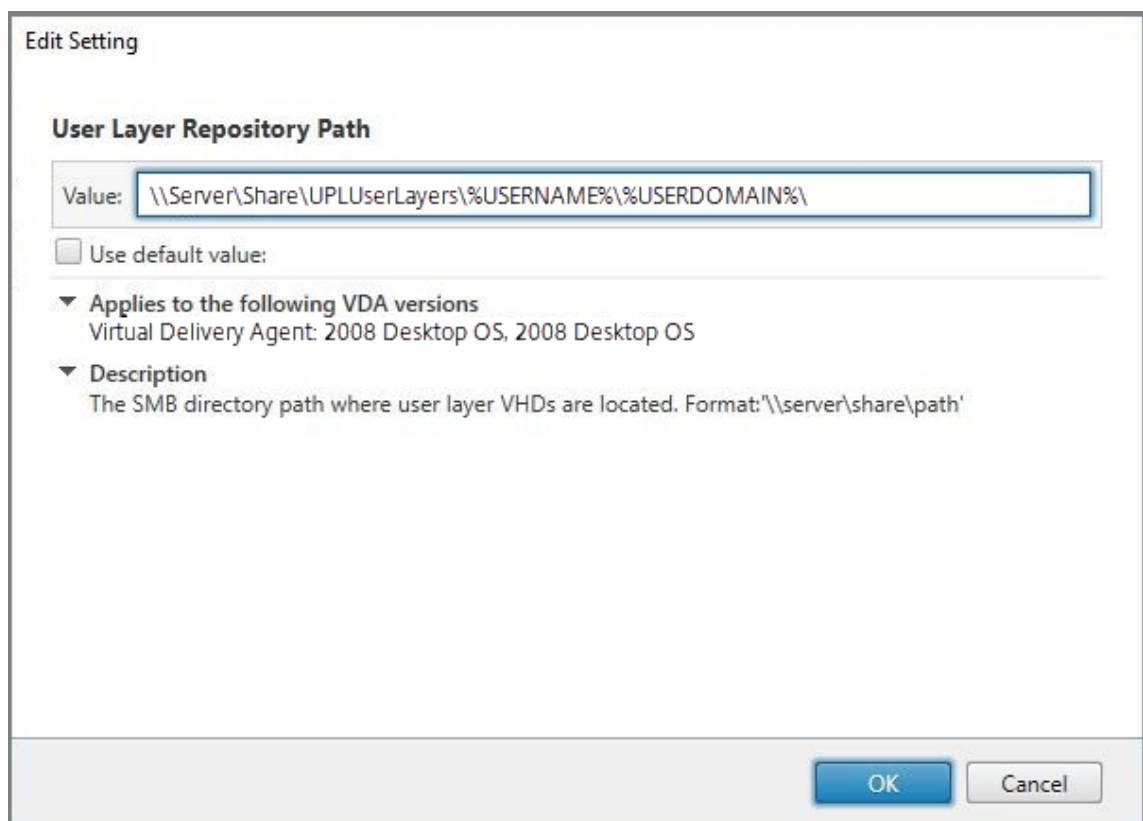 Edit Setting
User Layer Repository Path
Value: \\Server\Share\UPLUserLayers\%USERNAME%\%USERDOMAIN%\
Use default value:
Applies to the following VDA versions
Virtual Delivery Agent: 2008 Desktop OS, 2008 Desktop OS
Description
The SMB directory path where user layer VHDs are located. Format:'\\server\share\path'
OK Cancel